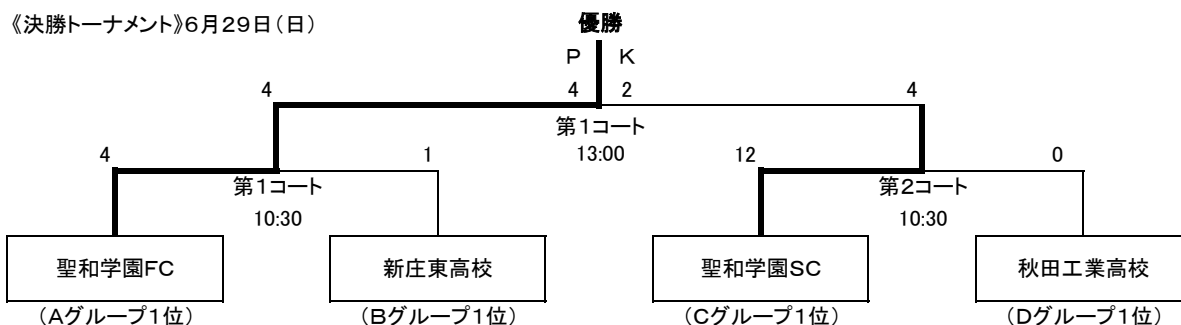 《決勝トーナメント》6月29日(日)
優勝
P K
4 4 2 4
第1コート
13:00
4 1 12 0
第1コート 第2コート
10:30 10:30
聖和学園FC 新庄東高校 聖和学園SC 秋田工業高校
(Aグループ1位) (Bグループ1位) (Cグループ1位) (Dグループ1位)